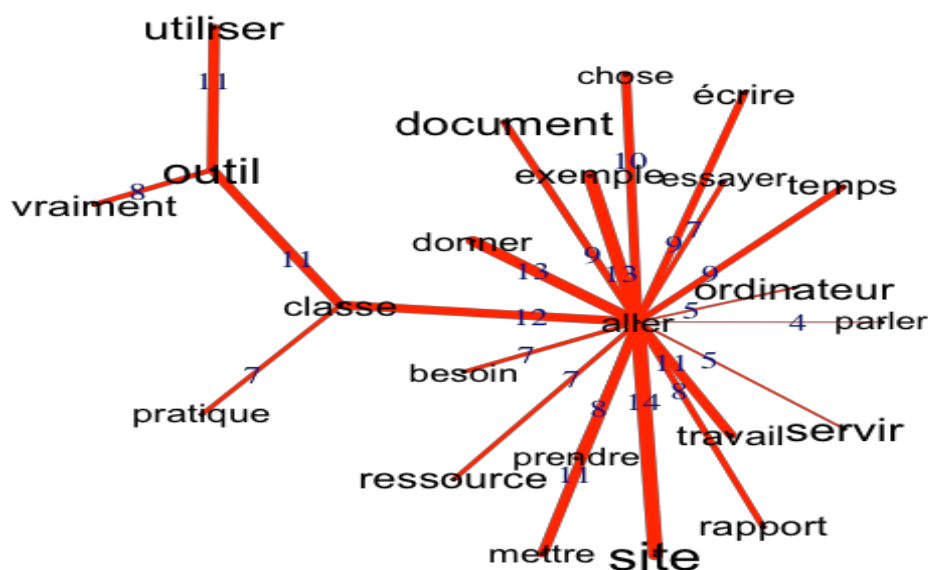 utiliser
11
chose
écrire
document
10
outil
exemple
essayer
temps
8
vraiment
7
donner
9
9
11
13
13
9
ordinateur
classe
12
aller
5
parler
4
besoin
7
7
11
5
7
8
14
8
pratique
travail
servir
prendre
ressource
11
rapport
mettre
site